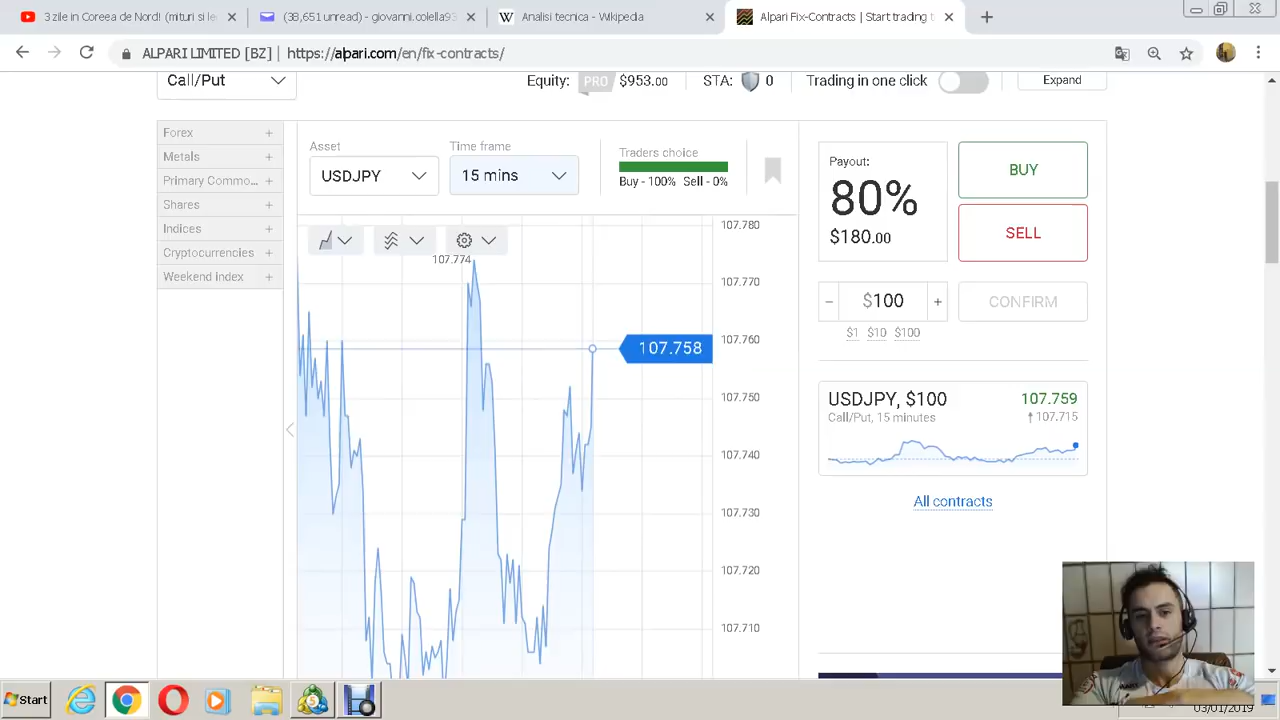 3 zile in Coreea de Nord! (mituri si le
(38,653 unread) - giovanni.colella93
Analisi tecnica - Wikipedia
Alpari Fix-Contracts | Start trading t
ALPARI LIMITED [BZ] | https://alpari.com/en/fix-contracts/
Call/Put
Equity: PRO $953.00
STA: 0
Trading in one click
Expand
Forex +
Metals +
Primary Commo... +
Shares +
Indices +
Cryptocurrencies +
Weekend index +
Asset
USDJPY
Time frame
15 mins
Traders choice
Buy - 100% Sell - 0%
Payout:
80%
$180.00
BUY
SELL
- $100 +
$1 $10 $100
CONFIRM
107.780
107.774
107.770
107.760
107.758
107.750
107.740
107.730
107.720
107.710
USDJPY, $100 107.759
Call/Put, 15 minutes ↑107.715
All contracts
Start
03/01/2019